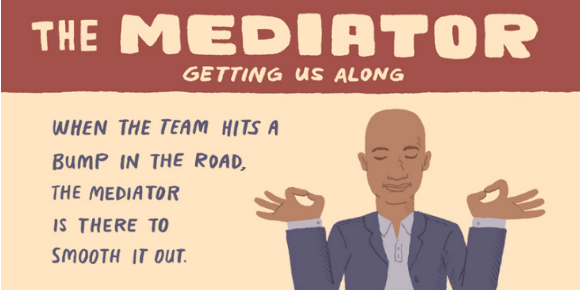 THE MEDIATOR
GETTING US ALONG
WHEN THE TEAM HITS A
BUMP IN THE ROAD,
THE MEDIATOR
IS THERE TO
SMOOTH IT OUT.